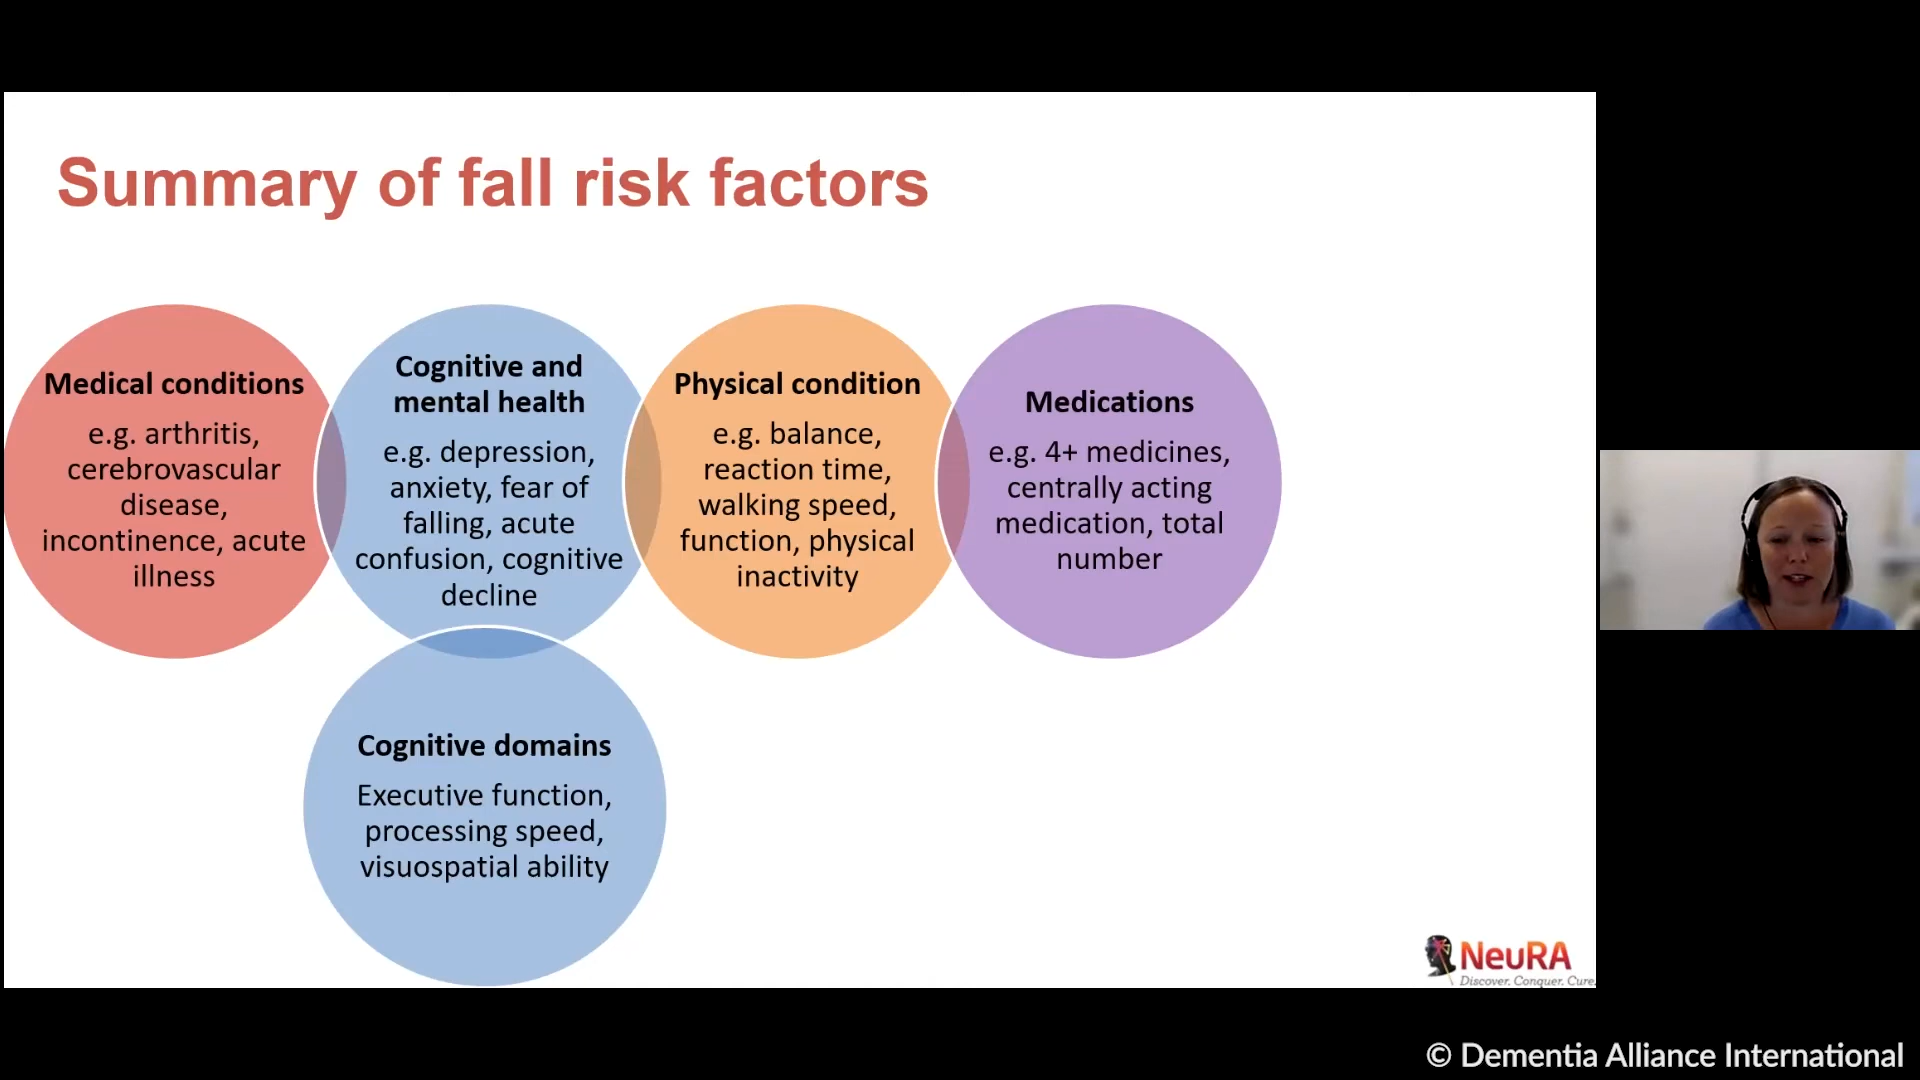 Summary of fall risk factors
Medical conditions
e.g. arthritis,
cerebrovascular
disease,
incontinence, acute
illness
Cognitive and
mental health
e.g. depression,
anxiety, fear of
falling, acute
confusion, cognitive
decline
Physical condition
e.g. balance,
reaction time,
walking speed,
function, physical
inactivity
Medications
e.g. 4+ medicines,
centrally acting
medication, total
number
Cognitive domains
Executive function,
processing speed,
visuospatial ability
NeuRA
Discover. Conquer. Cure.
© Dementia Alliance International